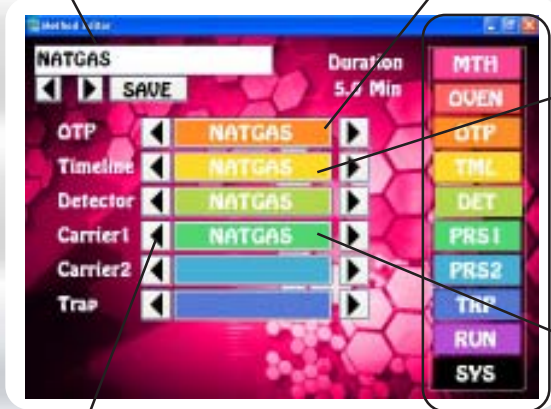 Method Editor
NATGAS
Duration
SAVE
5.0 Min
OTP NATGAS
Timeline NATGAS
Detector NATGAS
Carrier1 NATGAS
Carrier2
Trap
MTH
OVEN
OTP
TML
DET
PRS1
PRS2
TRP
RUN
SYS